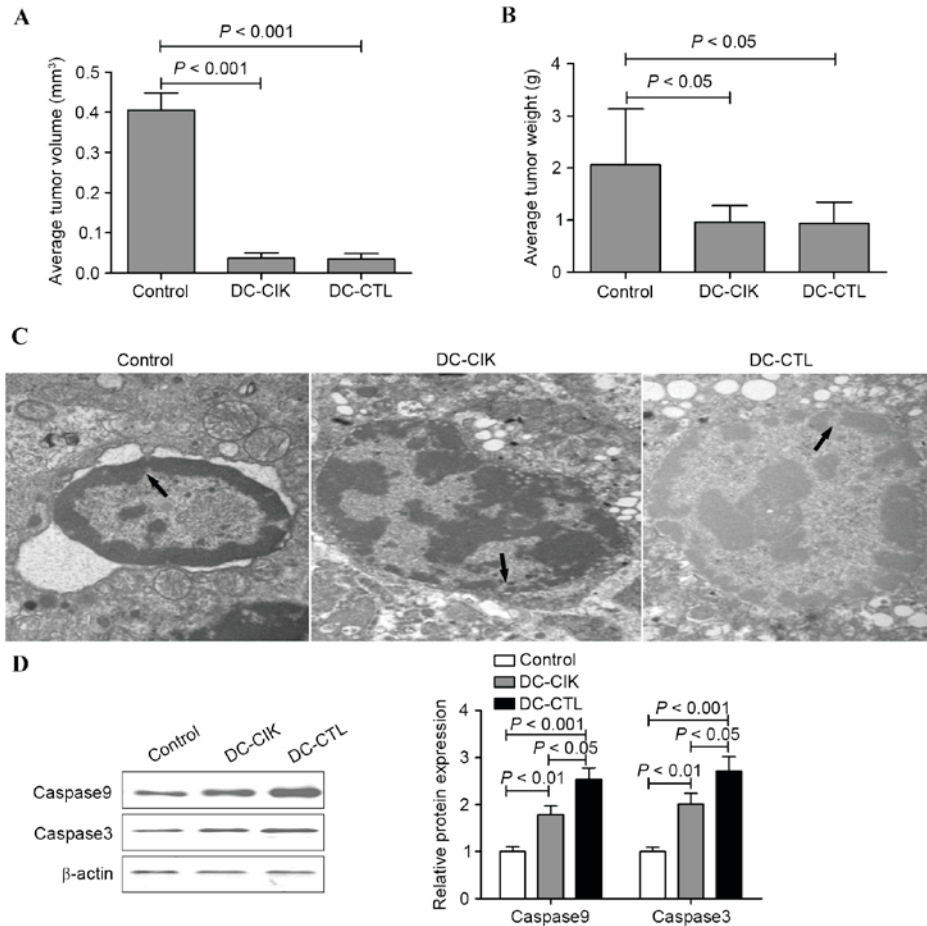 A
P < 0.001
P < 0.001
Average tumor volume (mm³)
0.5
0.4
0.3
0.2
0.1
0.0
Control
DC-CIK
DC-CTL
B
P < 0.05
P < 0.05
Average tumor weight (g)
4
3
2
1
0
Control
DC-CIK
DC-CTL
C
Control
DC-CIK
DC-CTL
D
Control
DC-CIK
DC-CTL
Caspase9
Caspase3
β-actin
Control
DC-CIK
DC-CTL
Relative protein expression
4
3
2
1
0
P < 0.001
P < 0.05
P < 0.01
P < 0.001
P < 0.05
P < 0.01
Caspase9
Caspase3